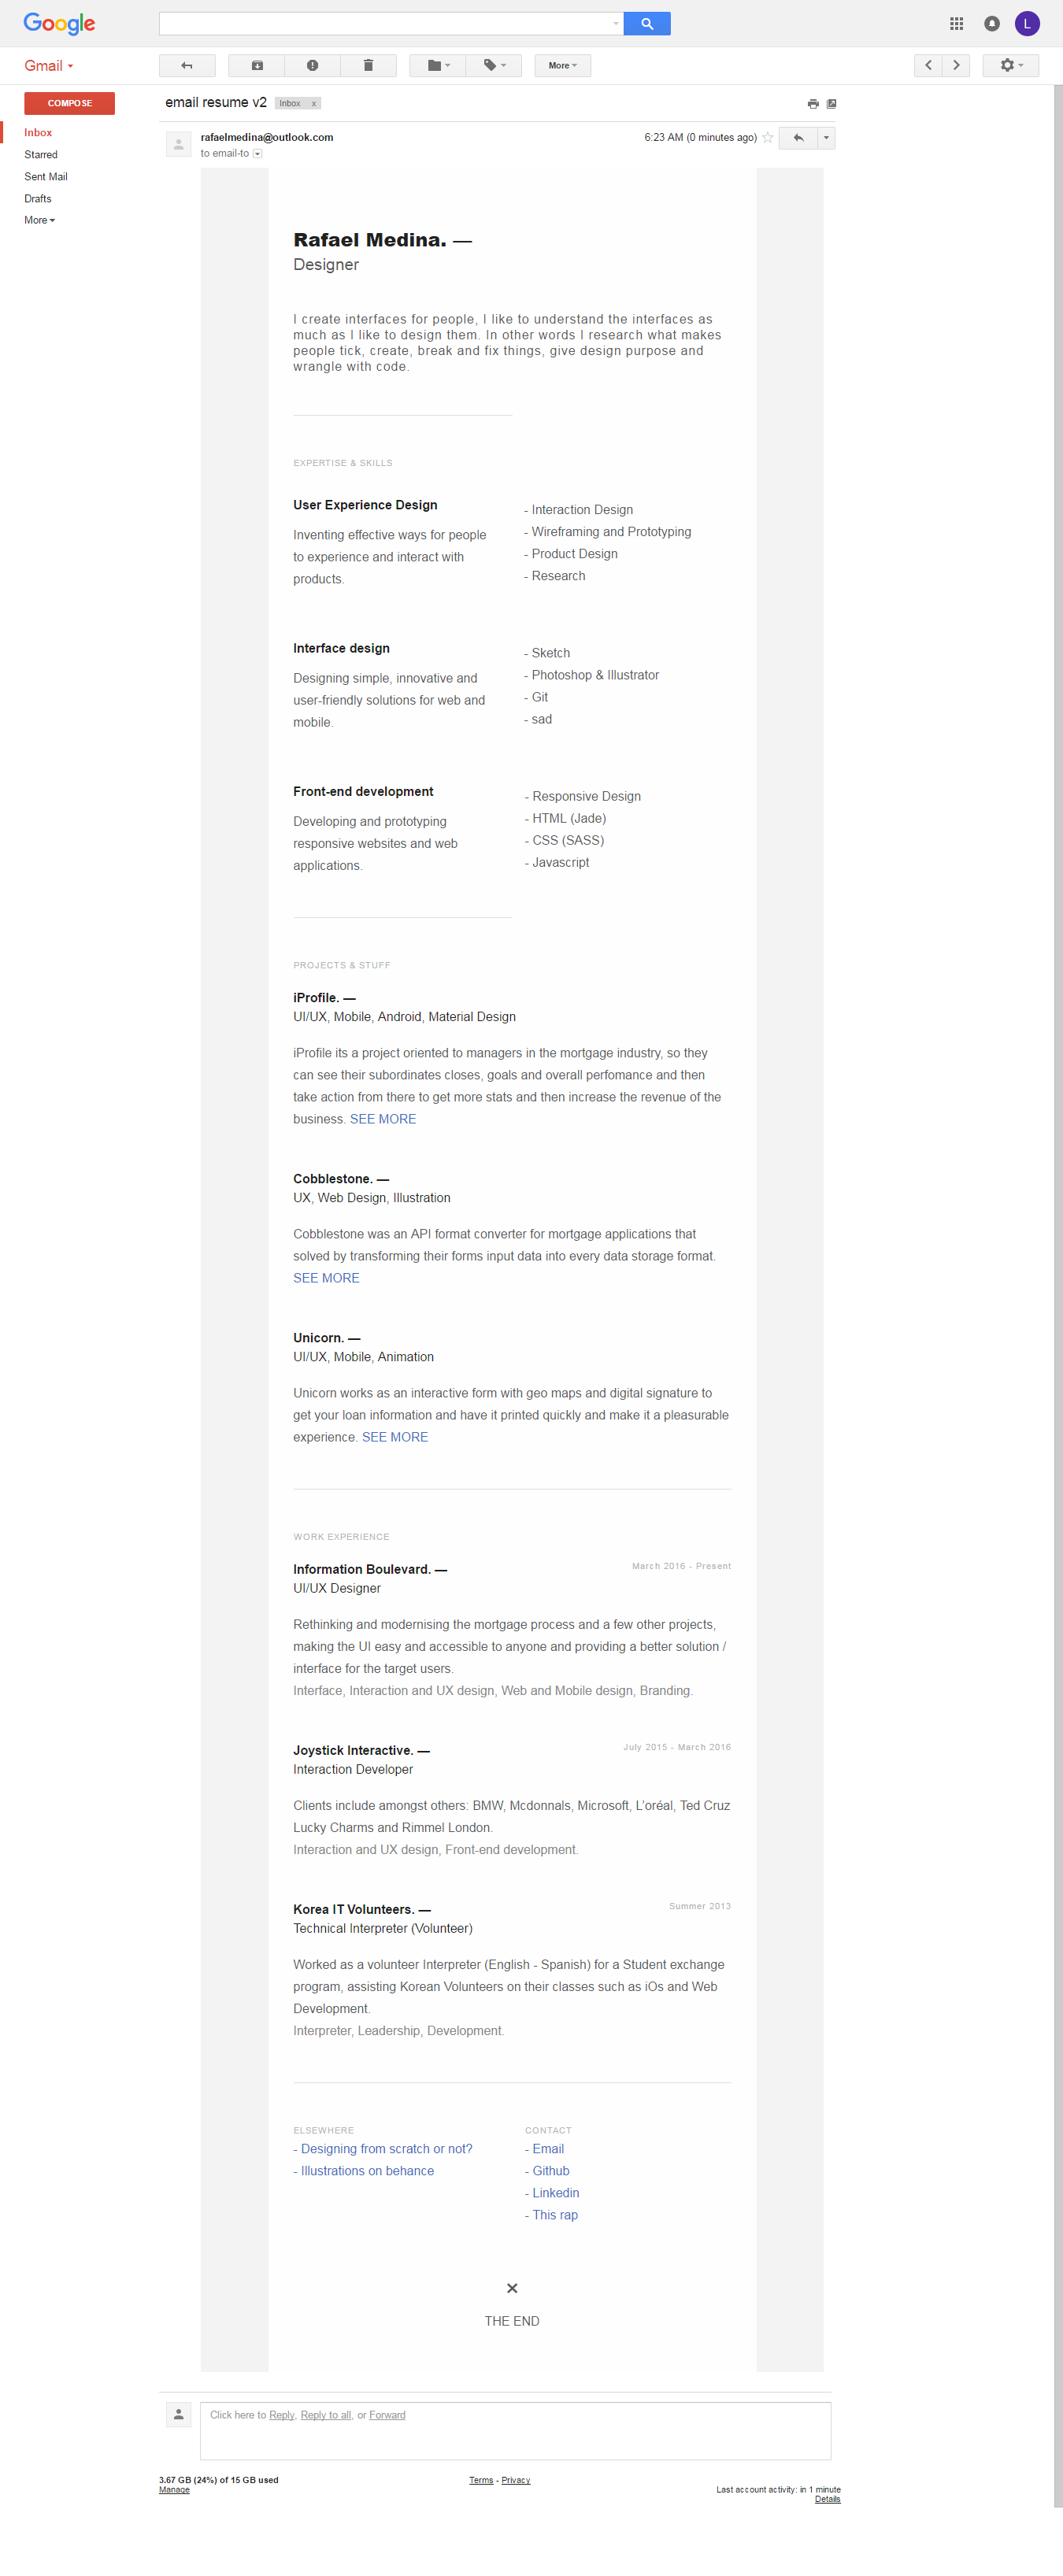 Google
L
Gmail
More
COMPOSE
Inbox
Starred
Sent Mail
Drafts
More
email resume v2 Inbox x
rafaelmedina@outlook.com 6:23 AM (0 minutes ago)
to email-to
Rafael Medina. —
Designer
I create interfaces for people, I like to understand the interfaces as
much as I like to design them. In other words I research what makes
people tick, create, break and fix things, give design purpose and
wrangle with code.
EXPERTISE & SKILLS
User Experience Design
Inventing effective ways for people
to experience and interact with
products.
- Interaction Design
- Wireframing and Prototyping
- Product Design
- Research
Interface design
Designing simple, innovative and
user-friendly solutions for web and
mobile.
- Sketch
- Photoshop & Illustrator
- Git
- sad
Front-end development
Developing and prototyping
responsive websites and web
applications.
- Responsive Design
- HTML (Jade)
- CSS (SASS)
- Javascript
PROJECTS & STUFF
iProfile. —
UI/UX, Mobile, Android, Material Design
iProfile its a project oriented to managers in the mortgage industry, so they
can see their subordinates closes, goals and overall perfomance and then
take action from there to get more stats and then increase the revenue of the
business. SEE MORE
Cobblestone. —
UX, Web Design, Illustration
Cobblestone was an API format converter for mortgage applications that
solved by transforming their forms input data into every data storage format.
SEE MORE
Unicorn. —
UI/UX, Mobile, Animation
Unicorn works as an interactive form with geo maps and digital signature to
get your loan information and have it printed quickly and make it a pleasurable
experience. SEE MORE
WORK EXPERIENCE
Information Boulevard. — March 2016 - Present
UI/UX Designer
Rethinking and modernising the mortgage process and a few other projects,
making the UI easy and accessible to anyone and providing a better solution /
interface for the target users.
Interface, Interaction and UX design, Web and Mobile design, Branding.
Joystick Interactive. — July 2015 - March 2016
Interaction Developer
Clients include amongst others: BMW, Mcdonnals, Microsoft, L'oréal, Ted Cruz
Lucky Charms and Rimmel London.
Interaction and UX design, Front-end development.
Korea IT Volunteers. — Summer 2013
Technical Interpreter (Volunteer)
Worked as a volunteer Interpreter (English - Spanish) for a Student exchange
program, assisting Korean Volunteers on their classes such as iOs and Web
Development.
Interpreter, Leadership, Development.
ELSEWHERE
- Designing from scratch or not?
- Illustrations on behance
CONTACT
- Email
- Github
- Linkedin
- This rap
✕
THE END
Click here to Reply, Reply to all, or Forward
3.67 GB (24%) of 15 GB used
Manage
Terms - Privacy
Last account activity: in 1 minute
Details